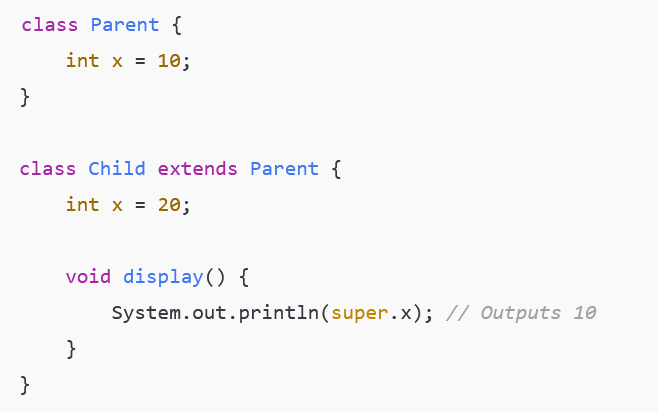 class Parent {
    int x = 10;
}
class Child extends Parent {
    int x = 20;
    void display() {
        System.out.println(super.x); // Outputs 10
    }
}